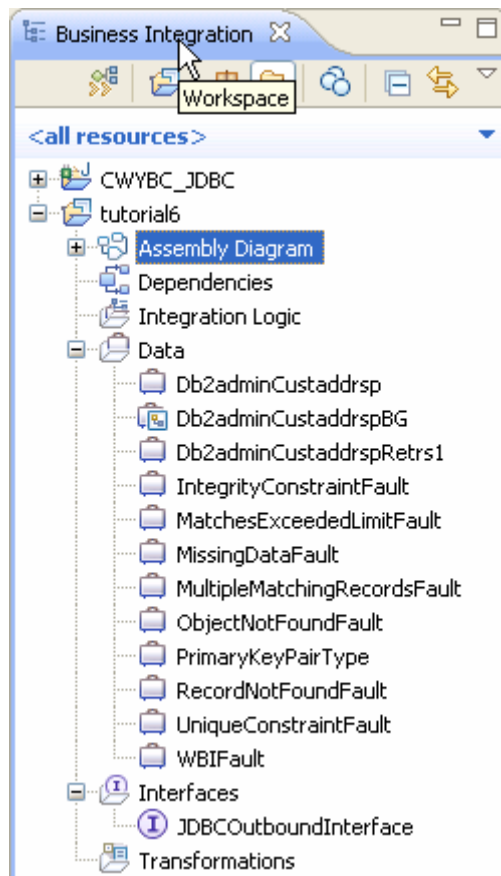 Business Integration
Workspace
<all resources>
CWYBC_JDBC
tutorial6
Assembly Diagram
Dependencies
Integration Logic
Data
Db2adminCustaddrsp
Db2adminCustaddrspBG
Db2adminCustaddrspRetrs1
IntegrityConstraintFault
MatchesExceededLimitFault
MissingDataFault
MultipleMatchingRecordsFault
ObjectNotFoundFault
PrimaryKeyPairType
RecordNotFoundFault
UniqueConstraintFault
WBIFault
Interfaces
JDBCOutboundInterface
Transformations